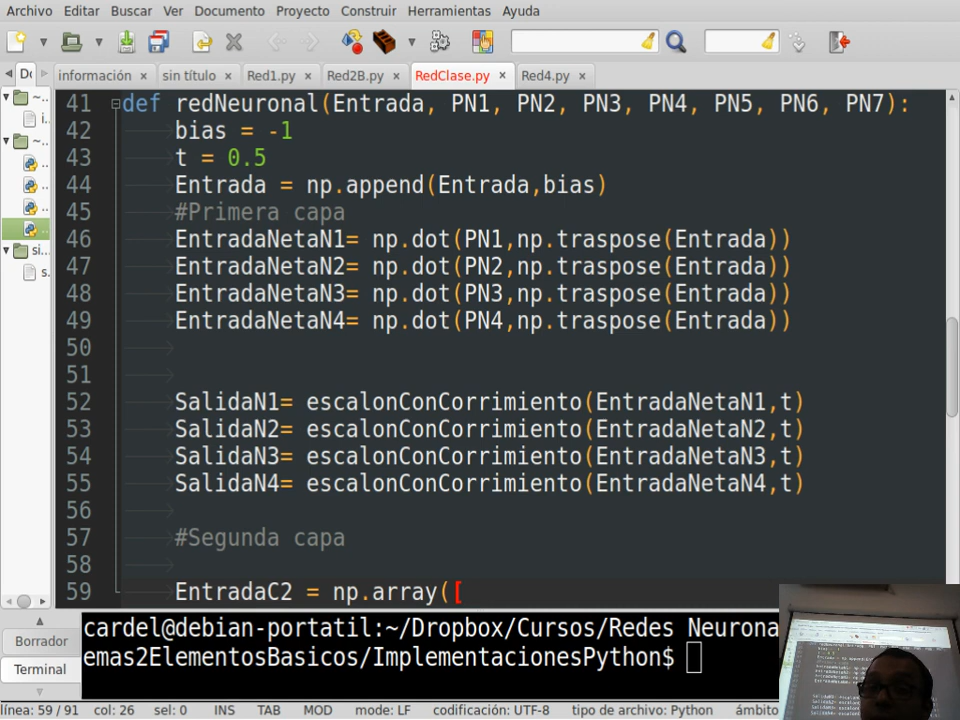 Archivo Editar Buscar Ver Documento Proyecto Construir Herramientas Ayuda
información × sin título × Red1.py × Red2B.py × RedClase.py × Red4.py ×
41 def redNeuronal(Entrada, PN1, PN2, PN3, PN4, PN5, PN6, PN7):
42 bias = -1
43 t = 0.5
44 Entrada = np.append(Entrada,bias)
45 #Primera capa
46 EntradaNetaN1= np.dot(PN1,np.traspose(Entrada))
47 EntradaNetaN2= np.dot(PN2,np.traspose(Entrada))
48 EntradaNetaN3= np.dot(PN3,np.traspose(Entrada))
49 EntradaNetaN4= np.dot(PN4,np.traspose(Entrada))
50
51
52 SalidaN1= escalonConCorrimiento(EntradaNetaN1,t)
53 SalidaN2= escalonConCorrimiento(EntradaNetaN2,t)
54 SalidaN3= escalonConCorrimiento(EntradaNetaN3,t)
55 SalidaN4= escalonConCorrimiento(EntradaNetaN4,t)
56
57 #Segunda capa
58
59 EntradaC2 = np.array([
cardel@debian-portatil:~/Dropbox/Cursos/Redes Neurona
emas2ElementosBasicos/ImplementacionesPython$
Borrador
Terminal
línea: 59 / 91 col: 26 sel: 0 INS TAB MOD mode: LF codificación: UTF-8 tipo de archivo: Python ámbito